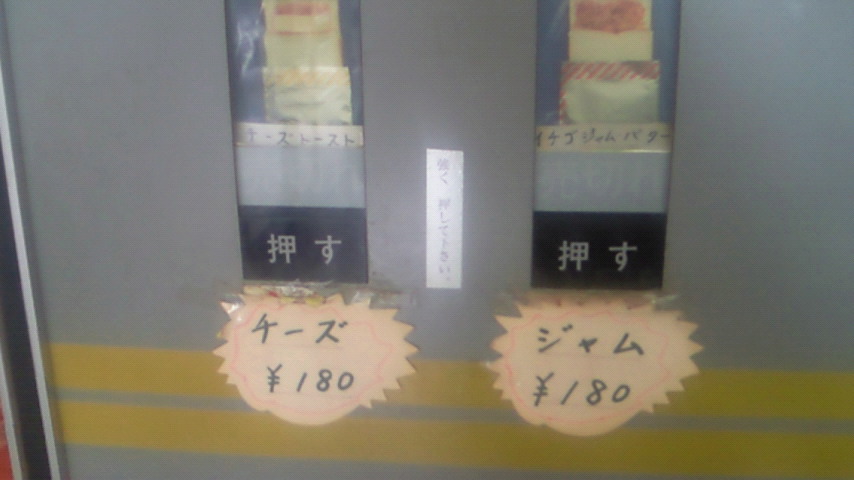 チーズトースト
イチゴジャム・バター
強く、押して下さい。
押す
押す
チーズ
¥180
ジャム
¥180